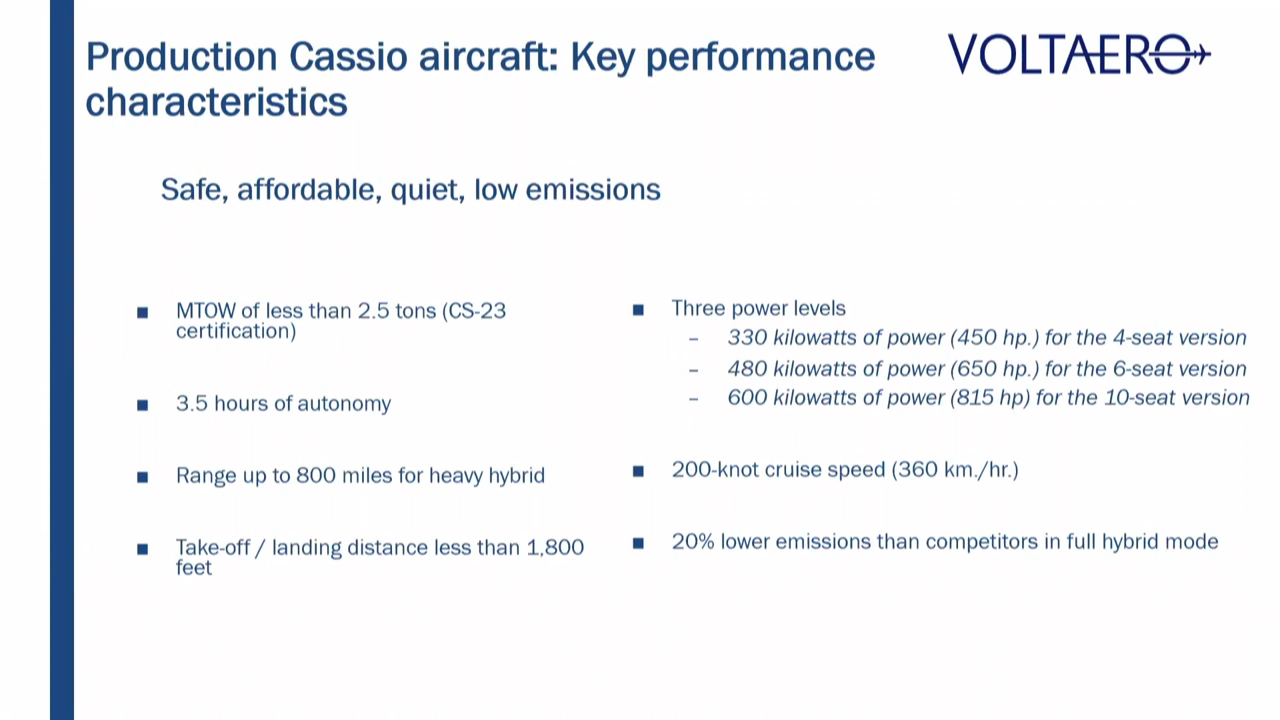 Production Cassio aircraft: Key performance
characteristics
VOLTAERO
Safe, affordable, quiet, low emissions
■ MTOW of less than 2.5 tons (CS-23
certification)
■ 3.5 hours of autonomy
■ Range up to 800 miles for heavy hybrid
■ Take-off / landing distance less than 1,800
feet
■ Three power levels
– 330 kilowatts of power (450 hp.) for the 4-seat version
– 480 kilowatts of power (650 hp.) for the 6-seat version
– 600 kilowatts of power (815 hp) for the 10-seat version
■ 200-knot cruise speed (360 km./hr.)
■ 20% lower emissions than competitors in full hybrid mode